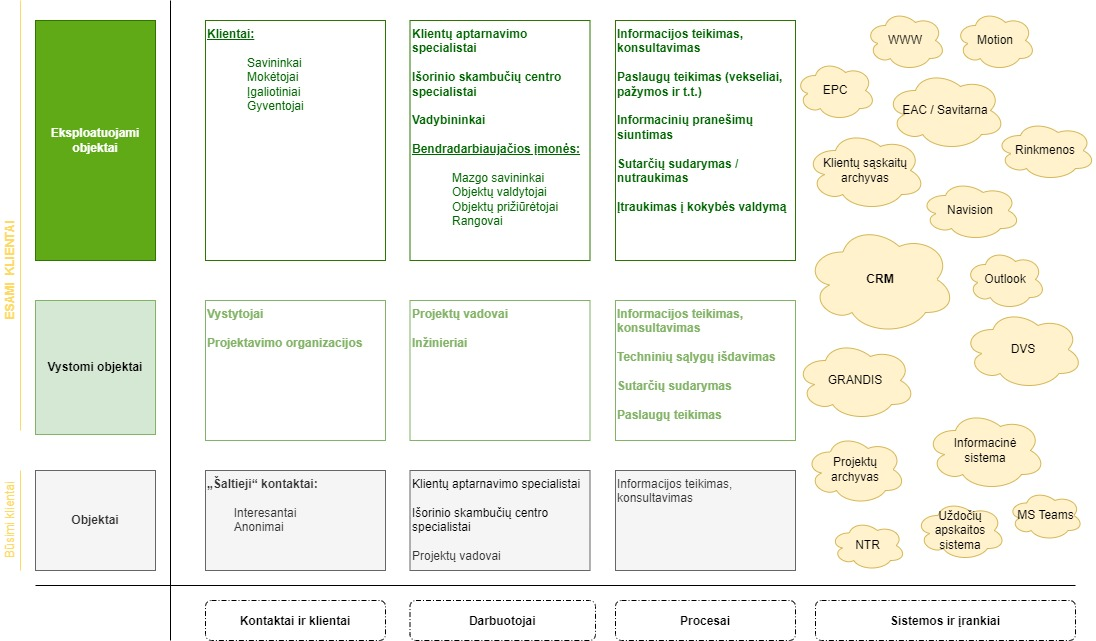 ESAMI KLIENTAI
Būsimi klientai
Eksploatuojami
objektai
Klientai:
Savininkai
Mokėtojai
Įgaliotiniai
Gyventojai
Klientų aptarnavimo
specialistai
Išorinio skambučių centro
specialistai
Vadybininkai
Bendradarbiaujačios įmonės:
Mazgo savininkai
Objektų valdytojai
Objektų prižiūrėtojai
Rangovai
Informacijos teikimas,
konsultavimas
Paslaugų teikimas (vekseliai,
pažymos ir t.t.)
Informacinių pranešimų
siuntimas
Sutarčių sudarymas /
nutraukimas
Įtraukimas į kokybės valdymą
Vystomi objektai
Vystytojai
Projektavimo organizacijos
Projektų vadovai
Inžinieriai
Informacijos teikimas,
konsultavimas
Techninių sąlygų išdavimas
Sutarčių sudarymas
Paslaugų teikimas
Objektai
„Šaltieji“ kontaktai:
Interesantai
Anonimai
Klientų aptarnavimo specialistai
Išorinio skambučių centro
specialistai
Projektų vadovai
Informacijos teikimas,
konsultavimas
WWW
Motion
EPC
EAC / Savitarna
Rinkmenos
Klientų sąskaitų
archyvas
Navision
CRM
Outlook
DVS
GRANDIS
Informacinė
sistema
Projektų
archyvas
Uždočių
apskaitos
sistema
MS Teams
NTR
Kontaktai ir klientai
Darbuotojai
Procesai
Sistemos ir įrankiai